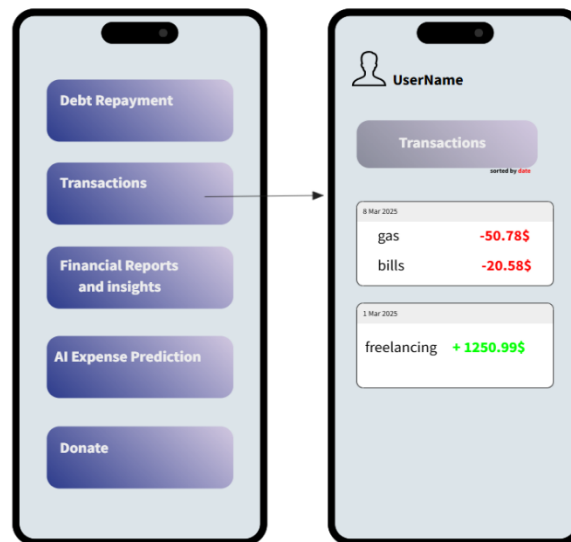 Debt Repayment
Transactions
Financial Reports
and insights
AI Expense Prediction
Donate
UserName
Transactions
sorted by date
8 Mar 2025
gas -50.78$
bills -20.58$
1 Mar 2025
freelancing + 1250.99$